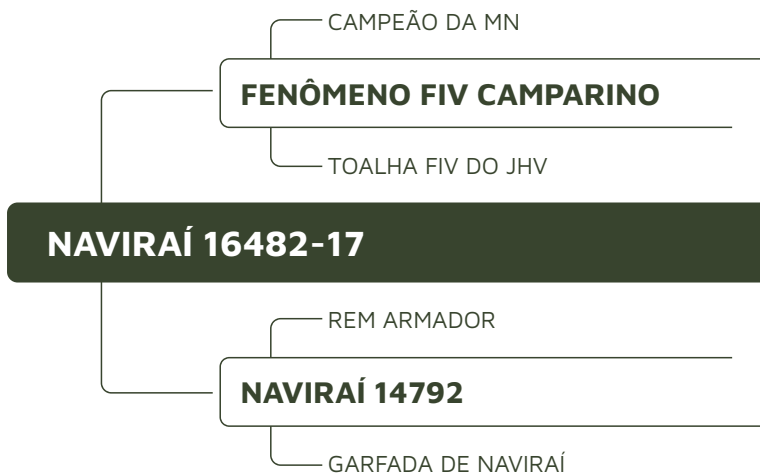 CAMPEÃO DA MN
FENÔMENO FIV CAMPARINO
TOALHA FIV DO JHV
NAVIRAÍ 16482-17
REM ARMADOR
NAVIRAÍ 14792
GARFADA DE NAVIRAÍ